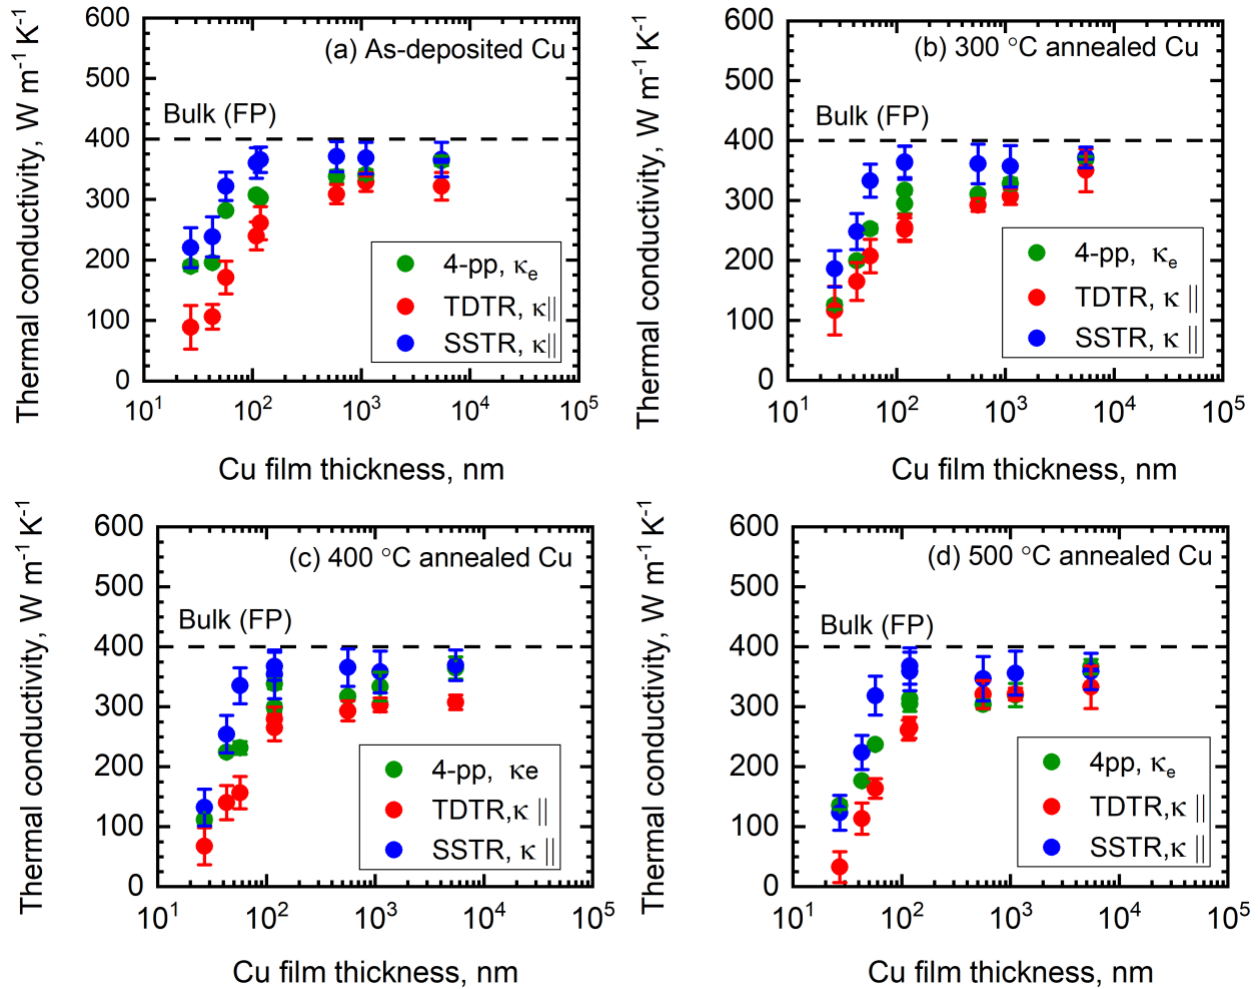 Thermal conductivity, W m⁻¹ K⁻¹
600
500
400
300
200
100
0
(a) As-deposited Cu
Bulk (FP)
4-pp, κₑ
TDTR, κ||
SSTR, κ||
10¹
10²
10³
10⁴
10⁵
Cu film thickness, nm
Thermal conductivity, W m⁻¹ K⁻¹
600
500
400
300
200
100
0
(b) 300 °C annealed Cu
Bulk (FP)
4-pp, κₑ
TDTR, κ ||
SSTR, κ ||
10¹
10²
10³
10⁴
10⁵
Cu film thickness, nm
Thermal conductivity, W m⁻¹ K⁻¹
600
500
400
300
200
100
0
(c) 400 °C annealed Cu
Bulk (FP)
4-pp, κe
TDTR,κ ||
SSTR, κ ||
10¹
10²
10³
10⁴
10⁵
Cu film thickness, nm
Thermal conductivity, W m⁻¹ K⁻¹
600
500
400
300
200
100
0
(d) 500 °C annealed Cu
Bulk (FP)
4pp, κₑ
TDTR,κ ||
SSTR,κ ||
10¹
10²
10³
10⁴
10⁵
Cu film thickness, nm